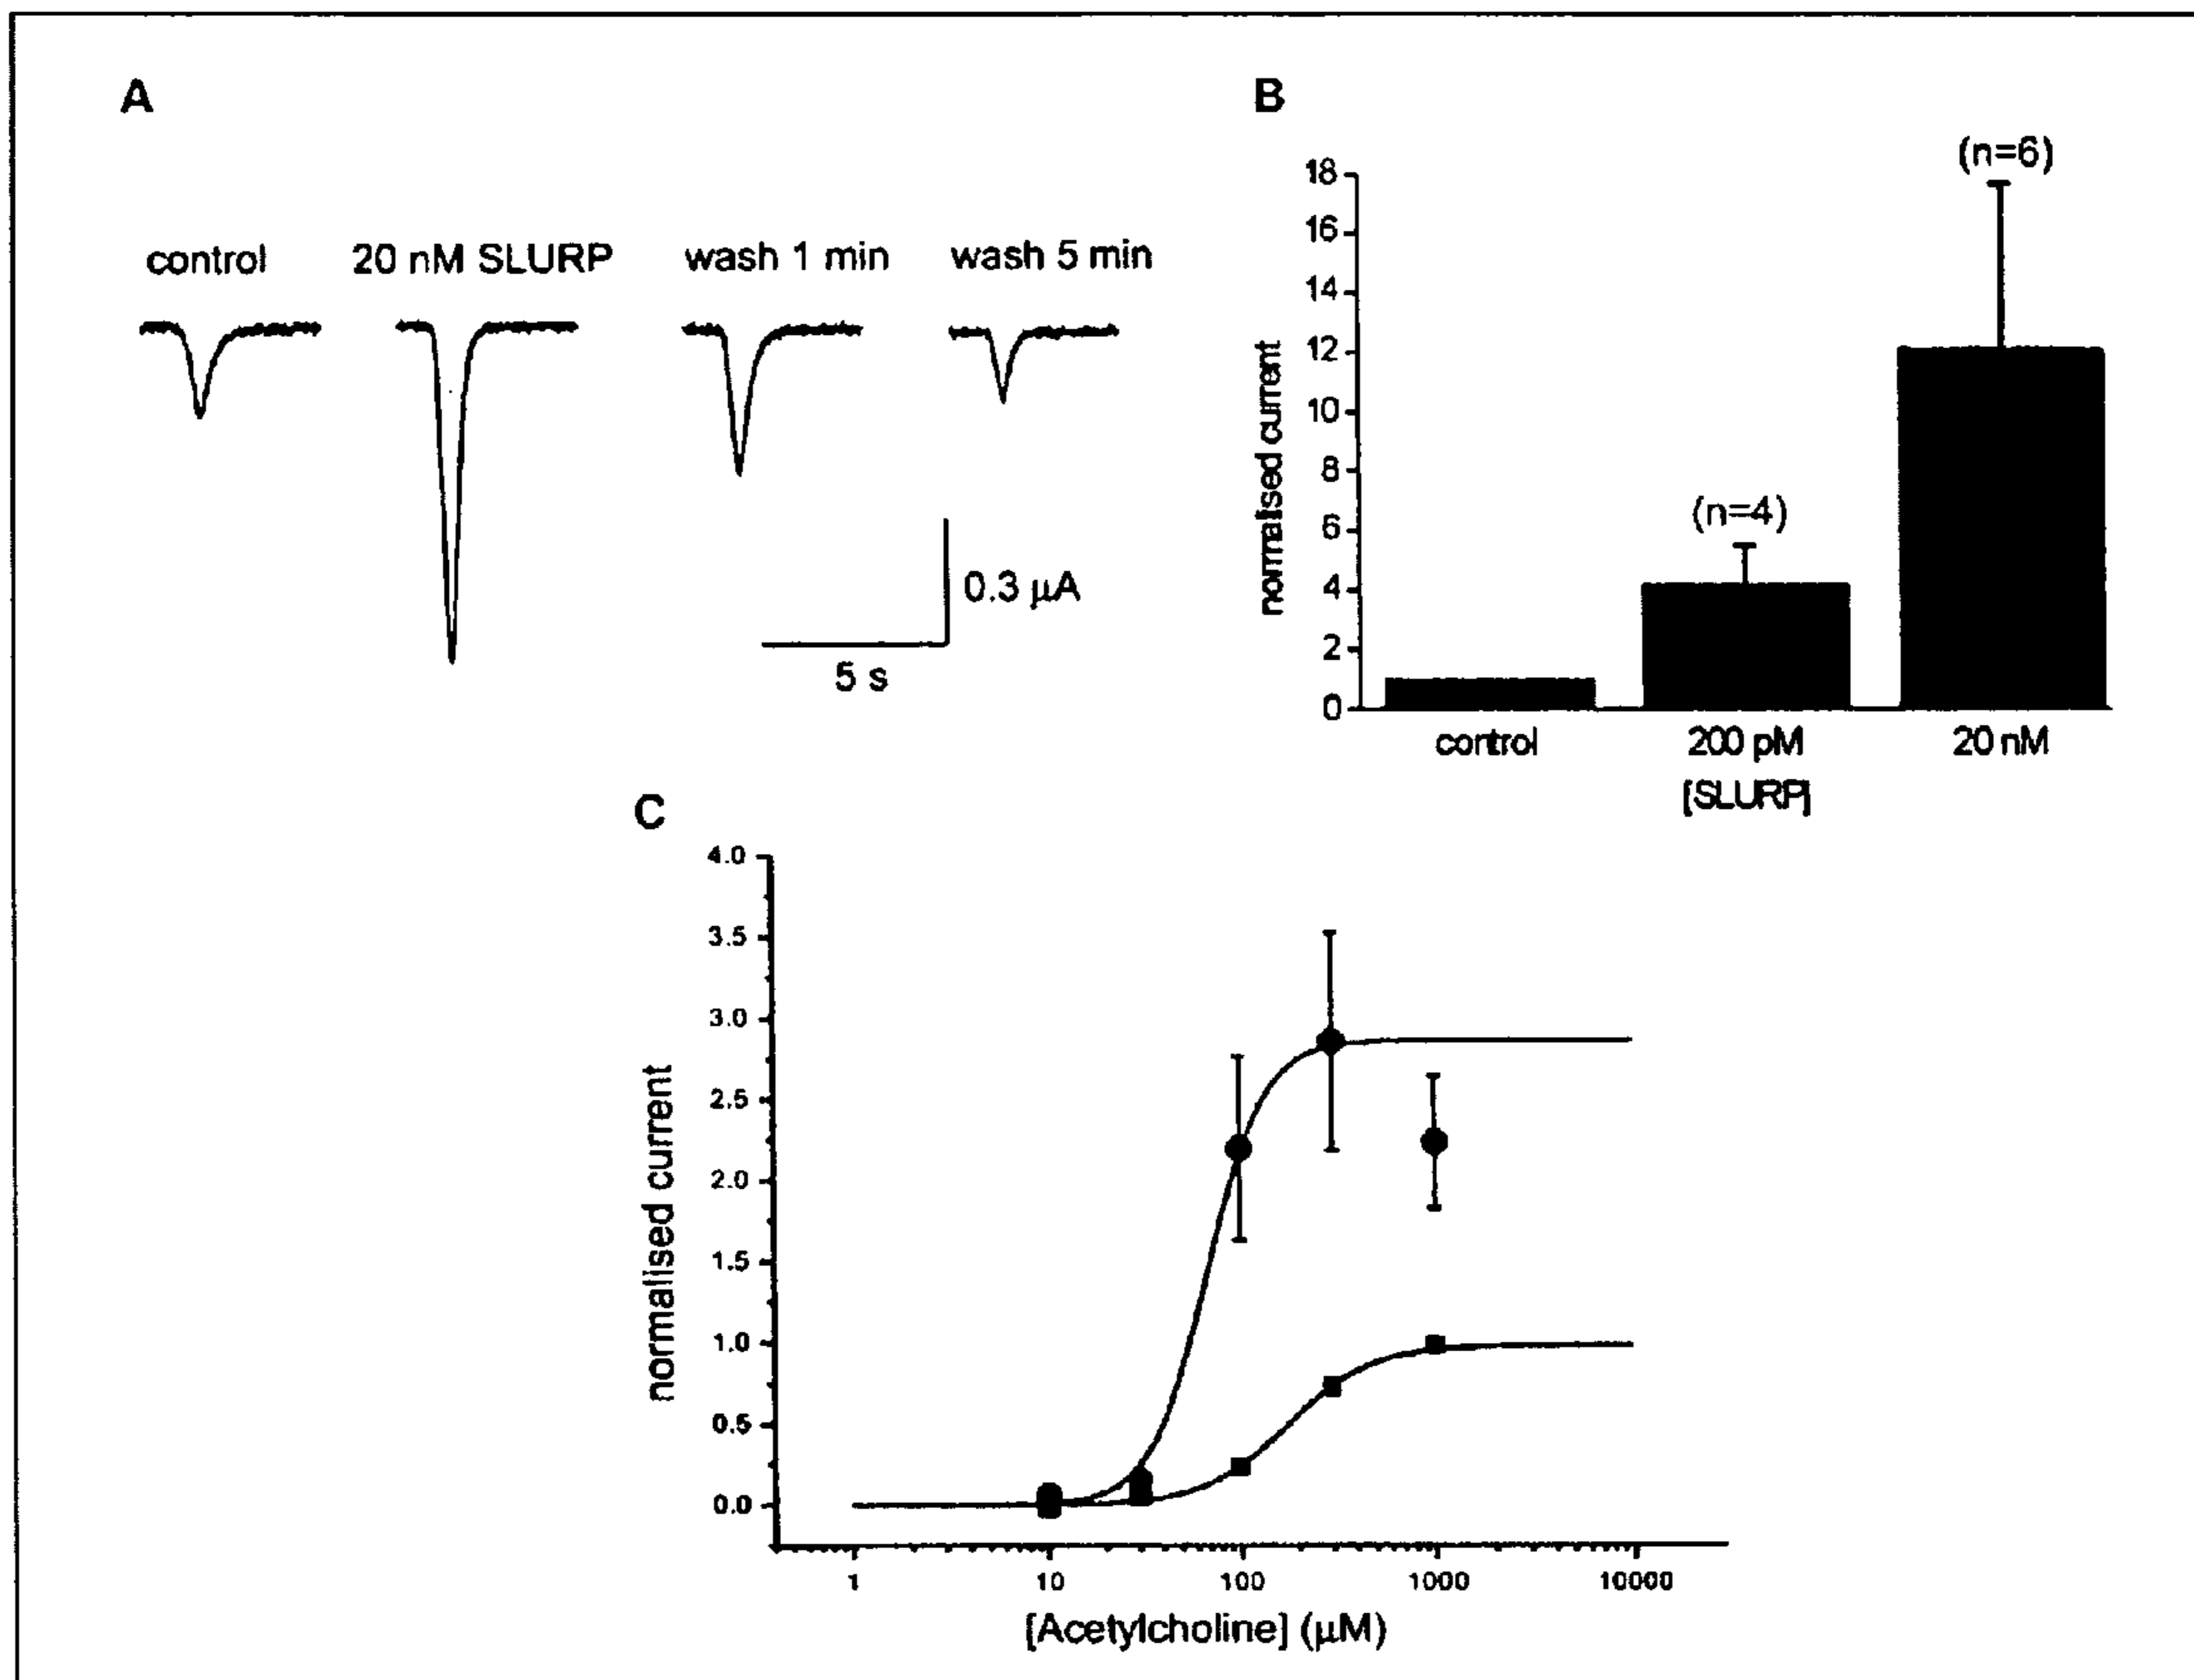 A
control
20 nM SLURP
wash 1 min
wash 5 min
0.3 μA
5 s
B
(n=6)
(n=4)
18
16
14
12
10
8
6
4
2
0
normalised current
control
200 pM
20 nM
[SLURP]
C
4.0
3.5
3.0
2.5
2.0
1.5
1.0
0.5
0.0
normalised current
1
10
100
1000
10000
[Acetylcholine] (μM)